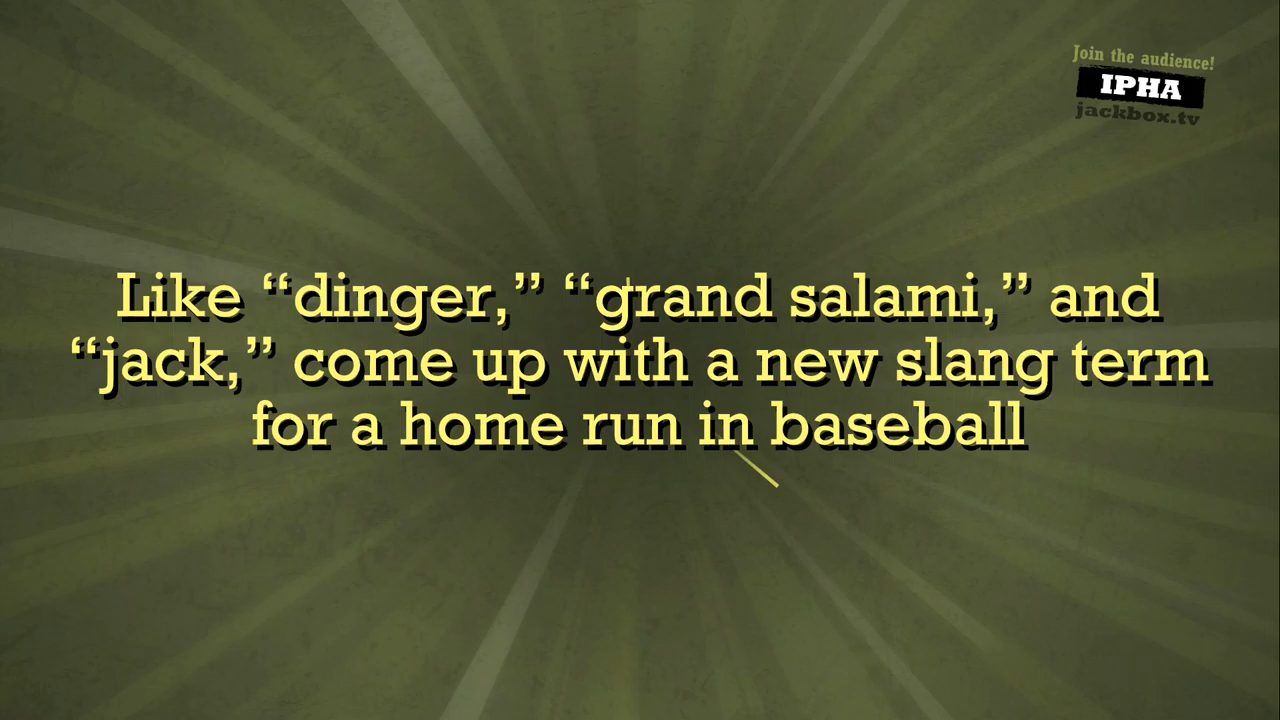 Join the audience!
IPHA
jackbox.tv
Like “dinger,” “grand salami,” and
“jack,” come up with a new slang term
for a home run in baseball